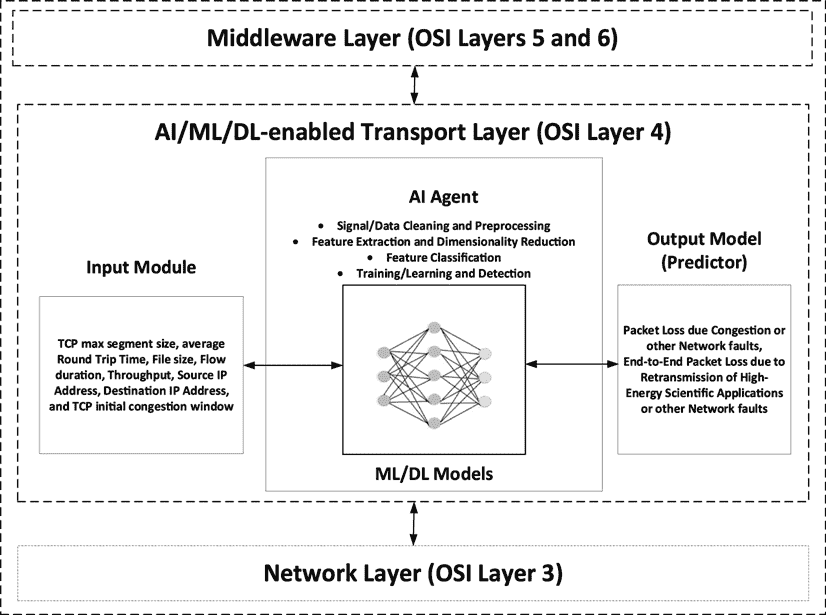 Middleware Layer (OSI Layers 5 and 6)
AI/ML/DL-enabled Transport Layer (OSI Layer 4)
AI Agent
• Signal/Data Cleaning and Preprocessing
• Feature Extraction and Dimensionality Reduction
• Feature Classification
• Training/Learning and Detection
Input Module
TCP max segment size, average
Round Trip Time, File size, Flow
duration, Throughput, Source IP
Address, Destination IP Address,
and TCP initial congestion window
ML/DL Models
Output Model
(Predictor)
Packet Loss due Congestion or
other Network faults,
End-to-End Packet Loss due to
Retransmission of High-
Energy Scientific Applications
or other Network faults
Network Layer (OSI Layer 3)